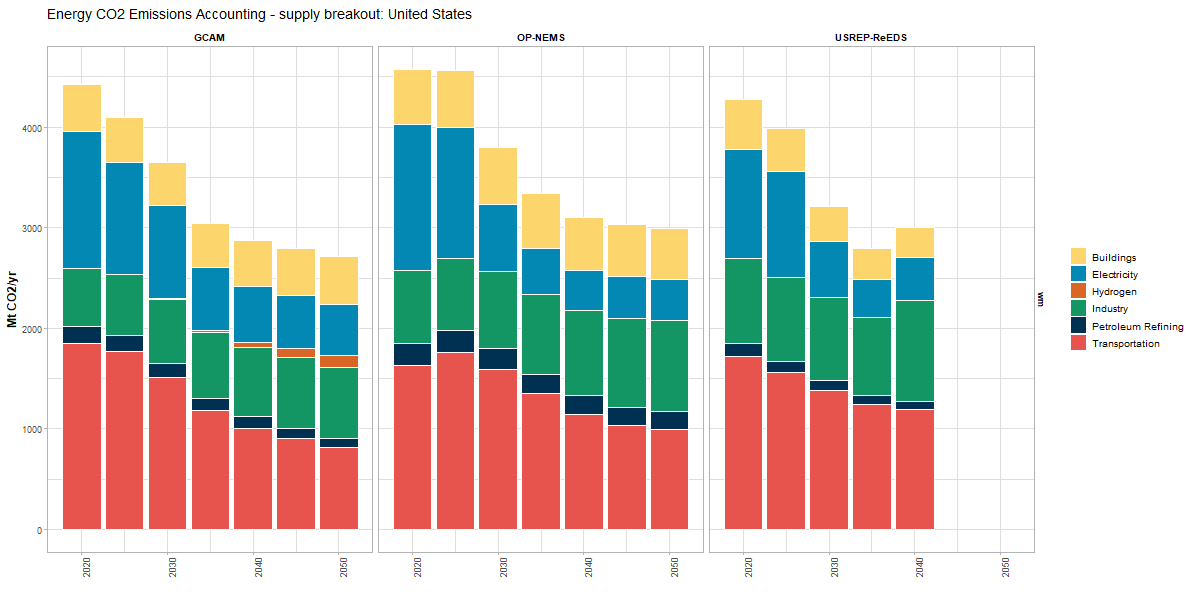 Energy CO2 Emissions Accounting - supply breakout: United States
GCAM
OP-NEMS
USREP-ReEDS
Mt CO2/yr
4000
3000
2000
1000
0
2020
2030
2040
2050
2020
2030
2040
2050
2020
2030
2040
2050
wm
Buildings
Electricity
Hydrogen
Industry
Petroleum Refining
Transportation